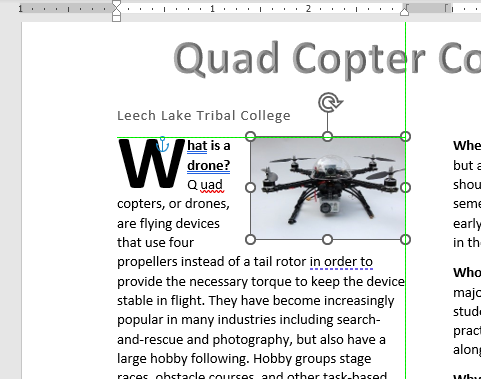 1 1 2
Quad Copter Co
Leech Lake Tribal College
What is a
drone?
Q uad
copters, or drones,
are flying devices
that use four
propellers instead of a tail rotor in order to
provide the necessary torque to keep the device
stable in flight. They have become increasingly
popular in many industries including search-
and-rescue and photography, but also have a
large hobby following. Hobby groups stage
races, obstacle courses, and other task-based
Whe
but a
shou
seme
early
in the
Who
majo
stude
pract
along
Why